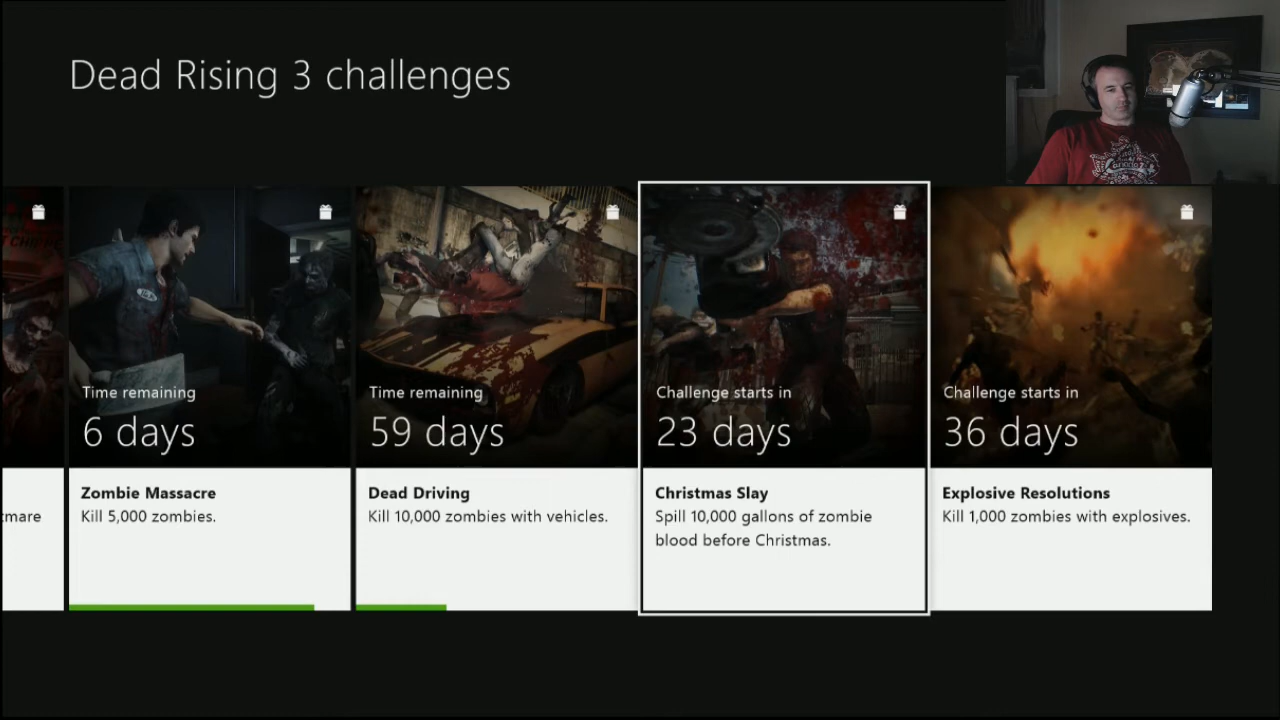 Dead Rising 3 challenges
Time remaining
6 days
Zombie Massacre
Kill 5,000 zombies.
Time remaining
59 days
Dead Driving
Kill 10,000 zombies with vehicles.
Challenge starts in
23 days
Christmas Slay
Spill 10,000 gallons of zombie
blood before Christmas.
Challenge starts in
36 days
Explosive Resolutions
Kill 1,000 zombies with explosives.